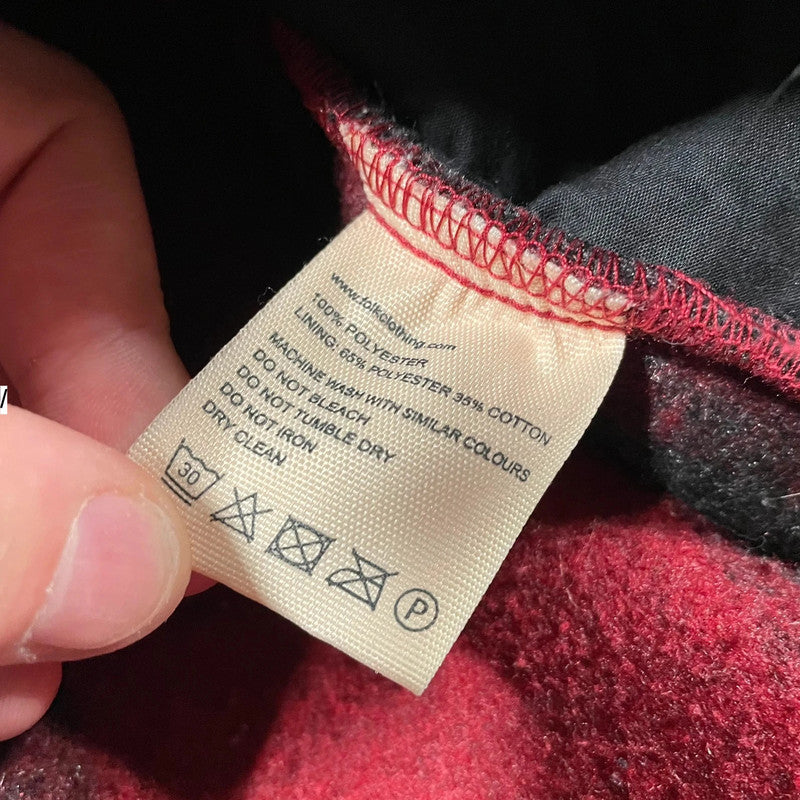 www.folkclothing.com
100% POLYESTER
LINING: 65% POLYESTER 35% COTTON
MACHINE WASH WITH SIMILAR COLOURS
DO NOT BLEACH
DO NOT TUMBLE DRY
DO NOT IRON
DRY CLEAN
30
P